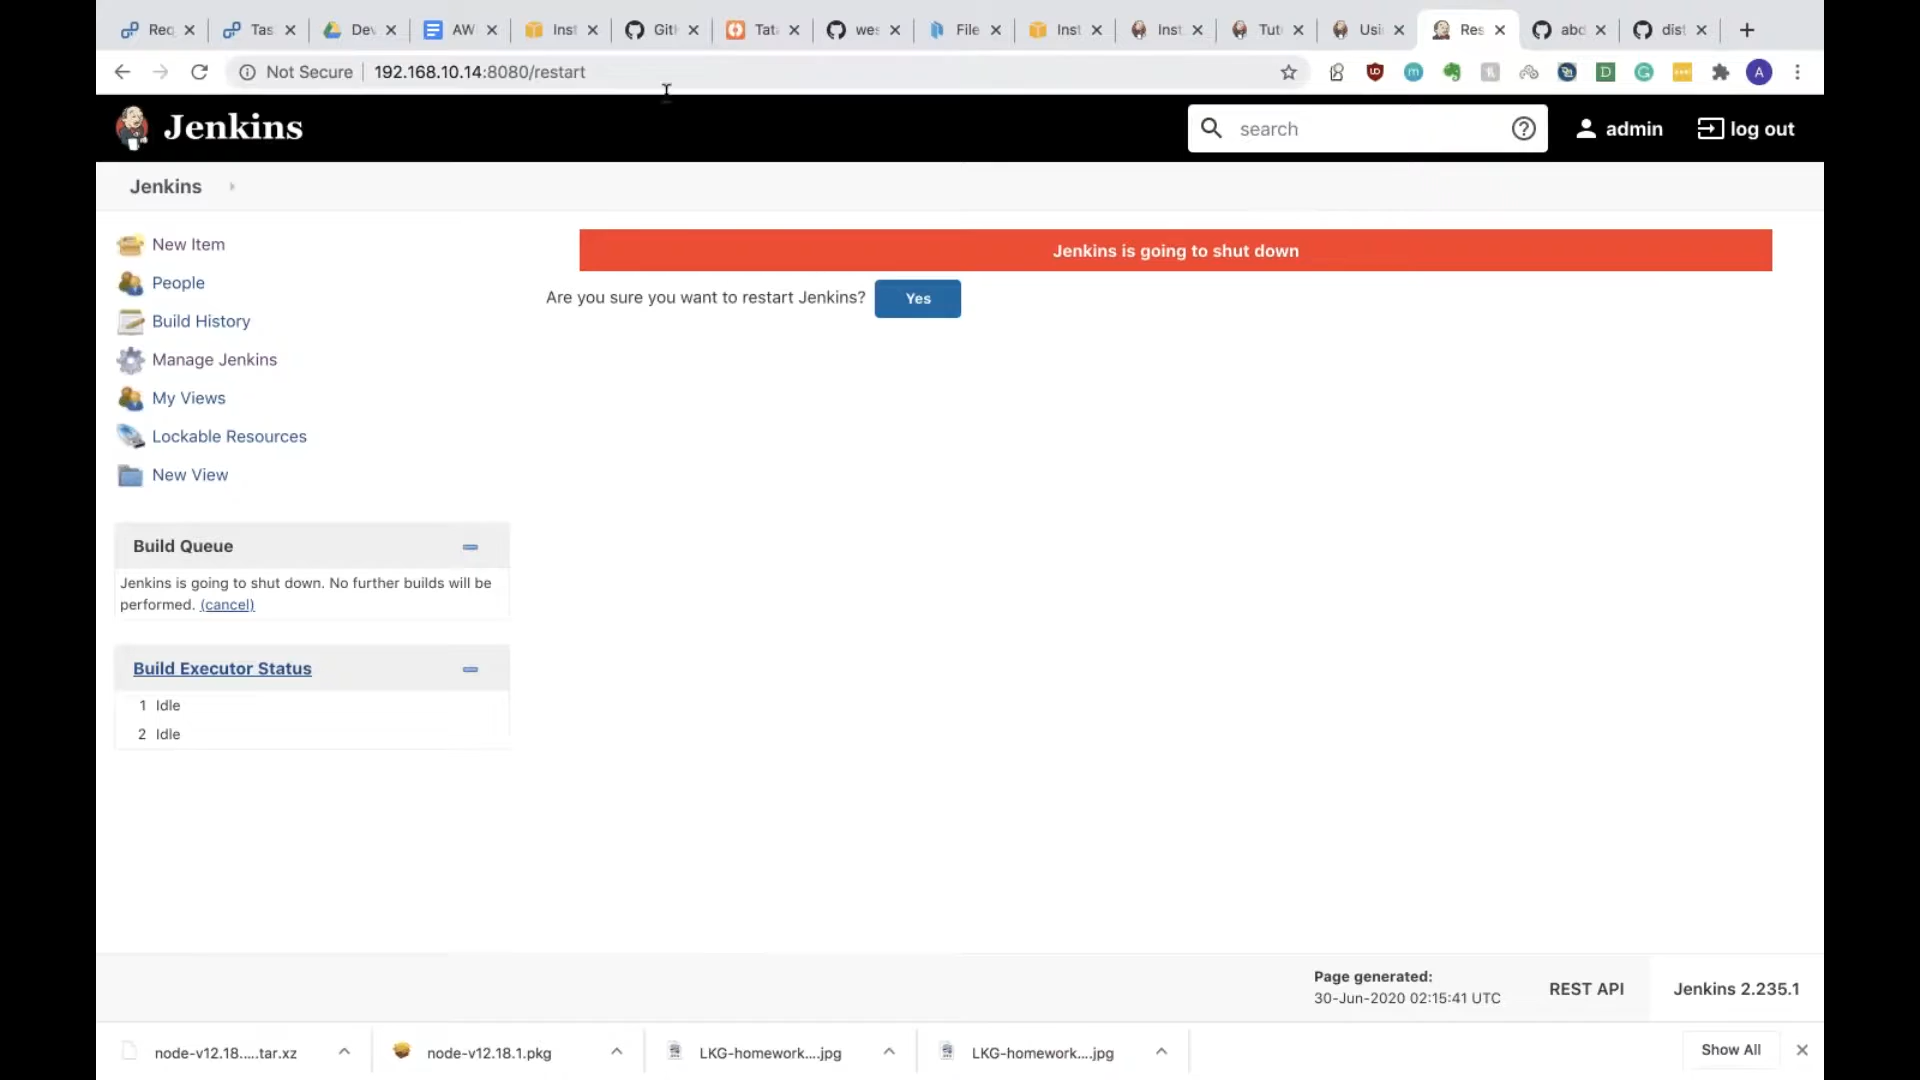 Rec Tas Dev AW Inst Git Tata wes File Inst Inst Tut Usi Res abd dist
Not Secure 192.168.10.14:8080/restart
Jenkins search admin log out
Jenkins
New Item
People
Build History
Manage Jenkins
My Views
Lockable Resources
New View
Jenkins is going to shut down
Are you sure you want to restart Jenkins? Yes
Build Queue
Jenkins is going to shut down. No further builds will be
performed. (cancel)
Build Executor Status
1 Idle
2 Idle
Page generated:
30-Jun-2020 02:15:41 UTC
REST API
Jenkins 2.235.1
node-v12.18.....tar.xz node-v12.18.1.pkg LKG-homework....jpg LKG-homework....jpg Show All